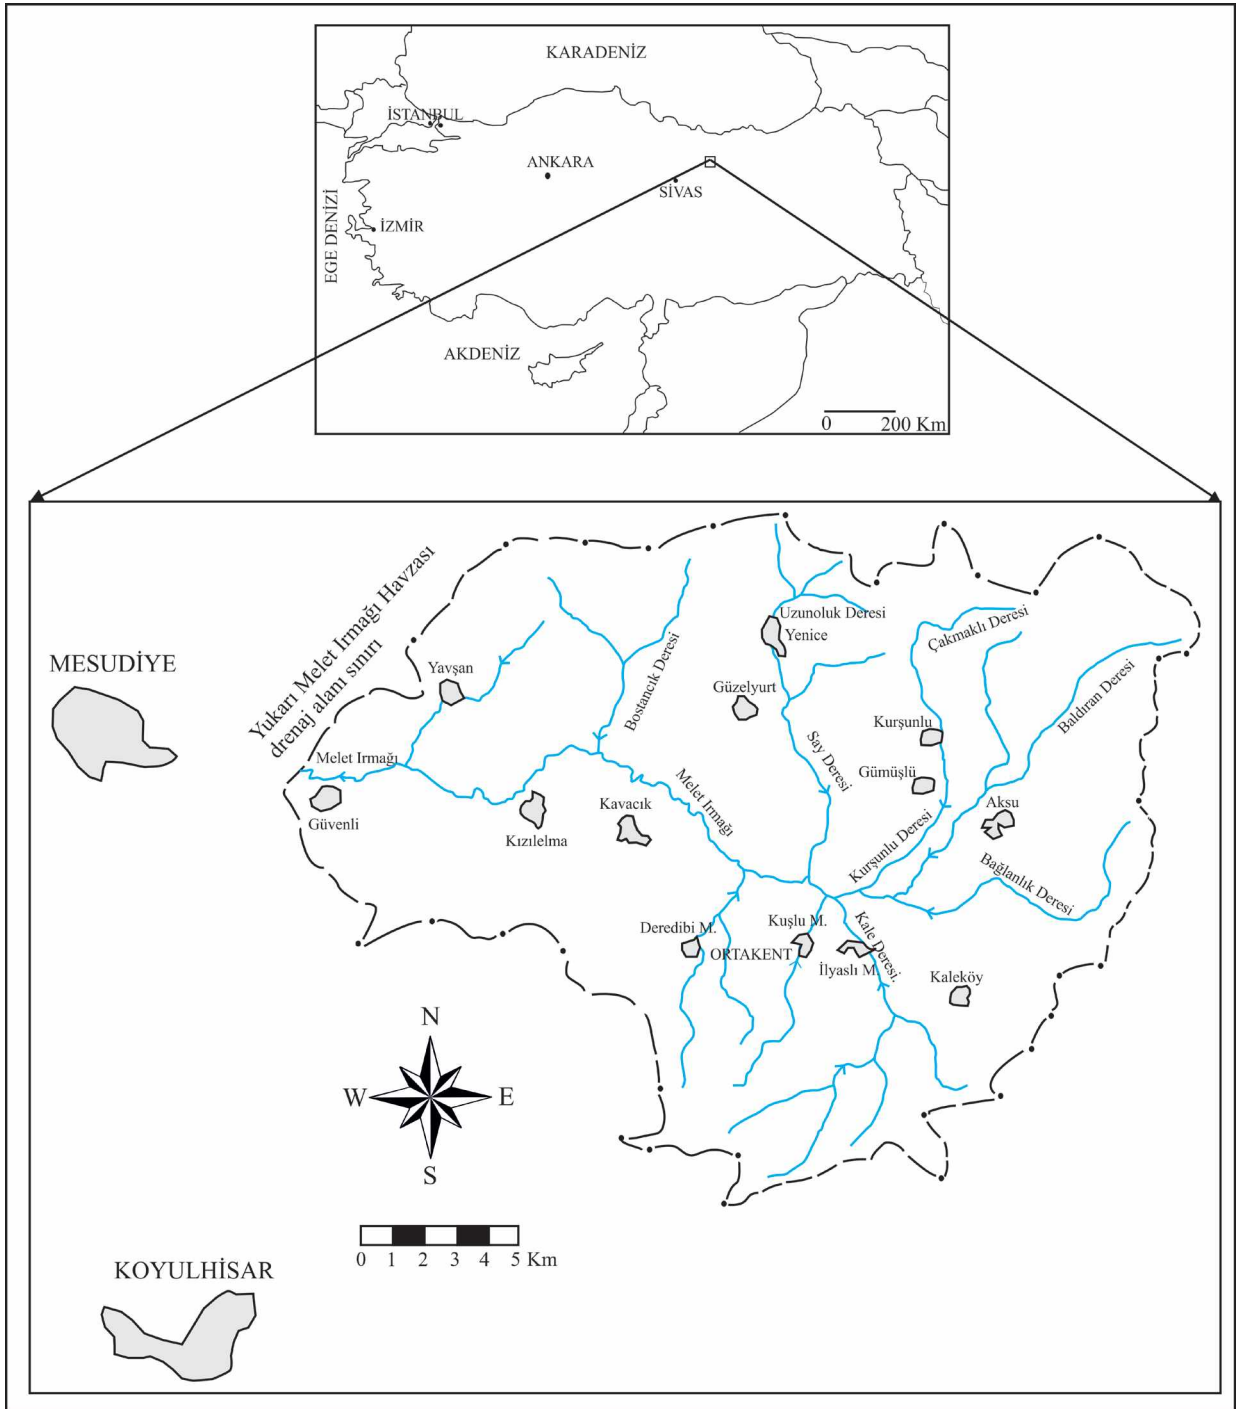 KARADENİZ
İSTANBUL
ANKARA
SİVAS
EGE DENİZİ
İZMİR
AKDENİZ
0 200 Km
MESUDİYE
Yukarı Melet Irmağı Havzası
drenaj alanı sınırı
Uzunoluk Deresi
Yenice
Çakmaklı Deresi
Yavşan
Bostancık Deresi
Güzelyurt
Baldıran Deresi
Kurşunlu
Melet Irmağı
Say Deresi
Gümüşlü
Melet Irmağı
Güvenli
Kızılelma
Kavacık
Aksu
Kurşunlu Deresi
Bağlanlık Deresi
Deredibi M.
Kuşlu M.
Kale Deresi.
ORTAKENT
İlyaslı M.
Kaleköy
N
W E
S
0 1 2 3 4 5 Km
KOYULHİSAR